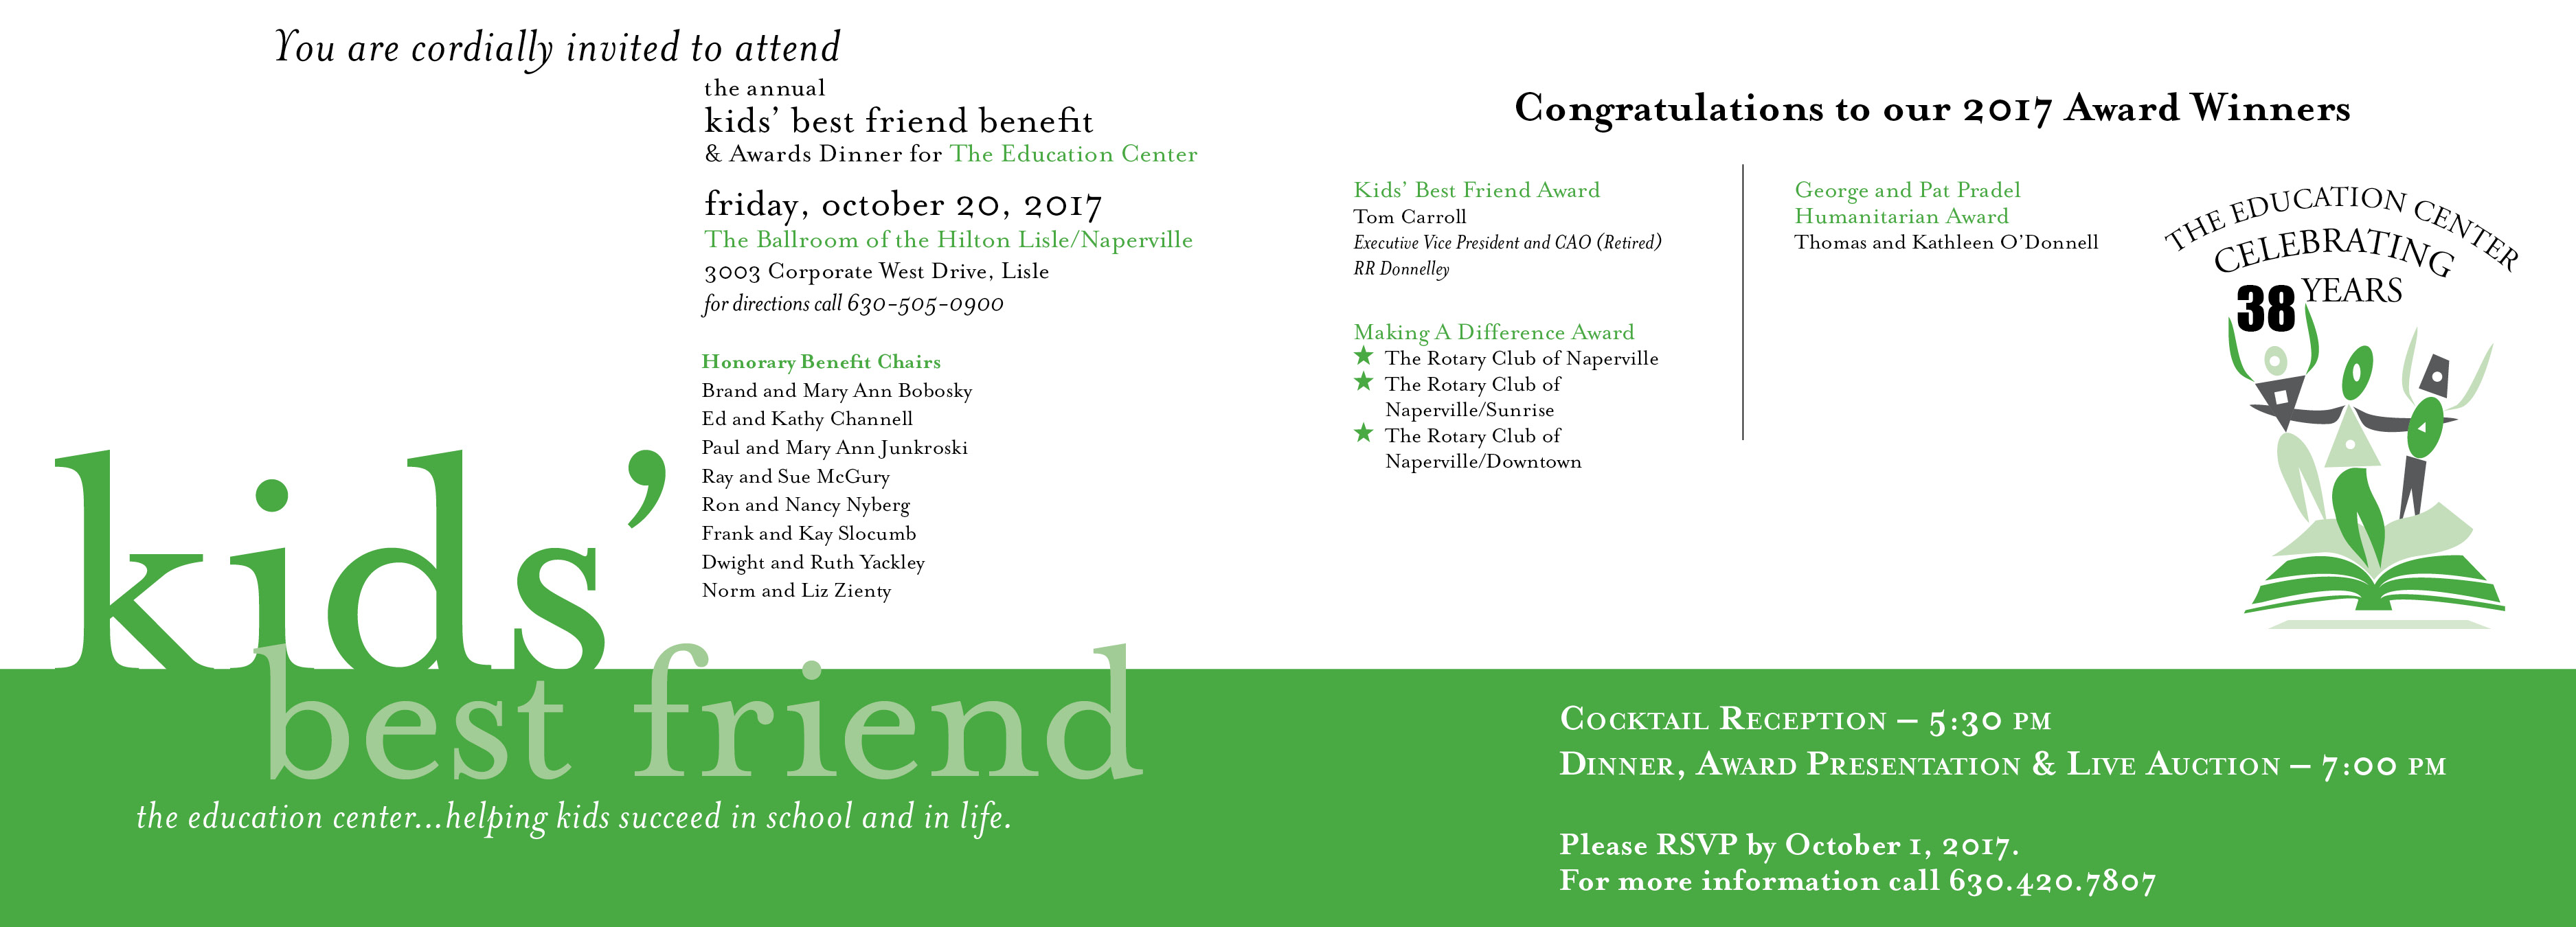 You are cordially invited to attend
the annual
kids’ best friend benefit
& Awards Dinner for The Education Center
friday, october 20, 2017
The Ballroom of the Hilton Lisle/Naperville
3003 Corporate West Drive, Lisle
for directions call 630-505-0900
Honorary Benefit Chairs
Brand and Mary Ann Bobosky
Ed and Kathy Channell
Paul and Mary Ann Junkroski
Ray and Sue McGury
Ron and Nancy Nyberg
Frank and Kay Slocumb
Dwight and Ruth Yackley
Norm and Liz Zienty
kids’
best friend
the education center...helping kids succeed in school and in life.
Congratulations to our 2017 Award Winners
Kids’ Best Friend Award
Tom Carroll
Executive Vice President and CAO (Retired)
RR Donnelley
Making A Difference Award
★ The Rotary Club of Naperville
★ The Rotary Club of
Naperville/Sunrise
★ The Rotary Club of
Naperville/Downtown
George and Pat Pradel
Humanitarian Award
Thomas and Kathleen O’Donnell
THE EDUCATION CENTER
CELEBRATING
38 YEARS
Cocktail Reception – 5:30 pm
Dinner, Award Presentation & Live Auction – 7:00 pm
Please RSVP by October 1, 2017.
For more information call 630.420.7807